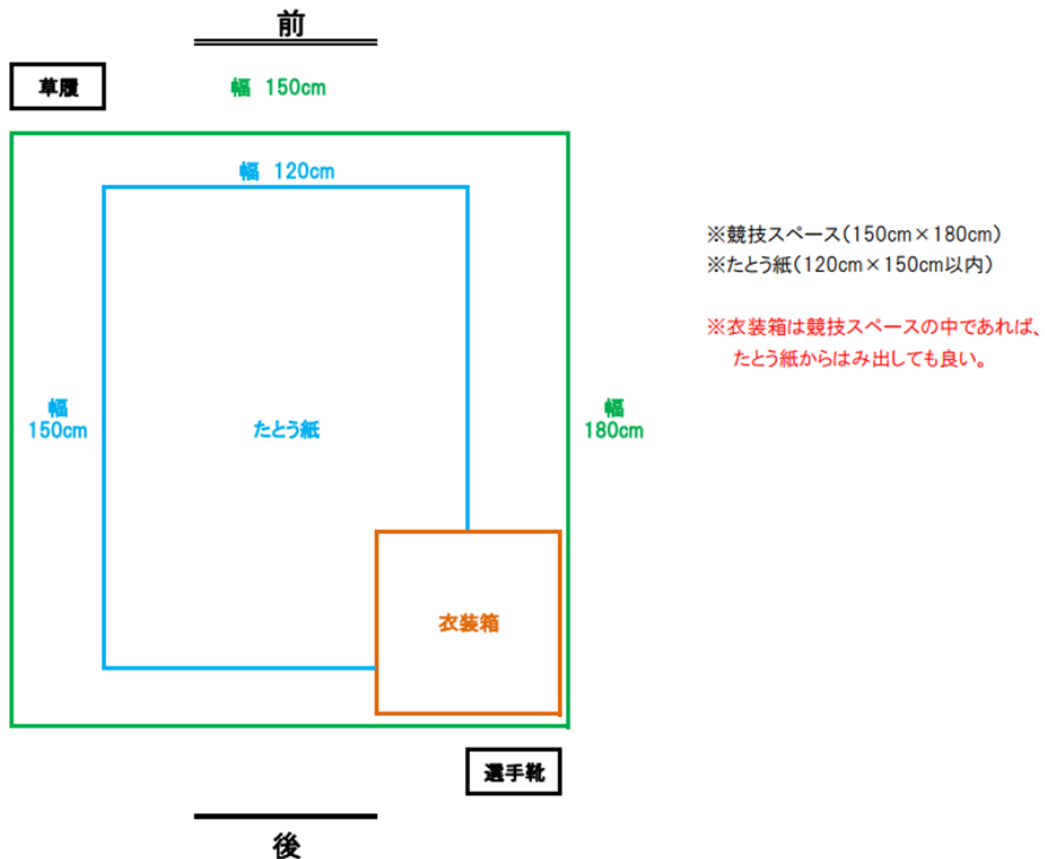 前
草履
幅 150cm
幅 120cm
※競技スペース(150cm×180cm)
※たとう紙(120cm×150cm以内)
※衣装箱は競技スペースの中であれば、
たとう紙からはみ出しても良い。
幅
150cm
たとう紙
幅
180cm
衣装箱
選手靴
後